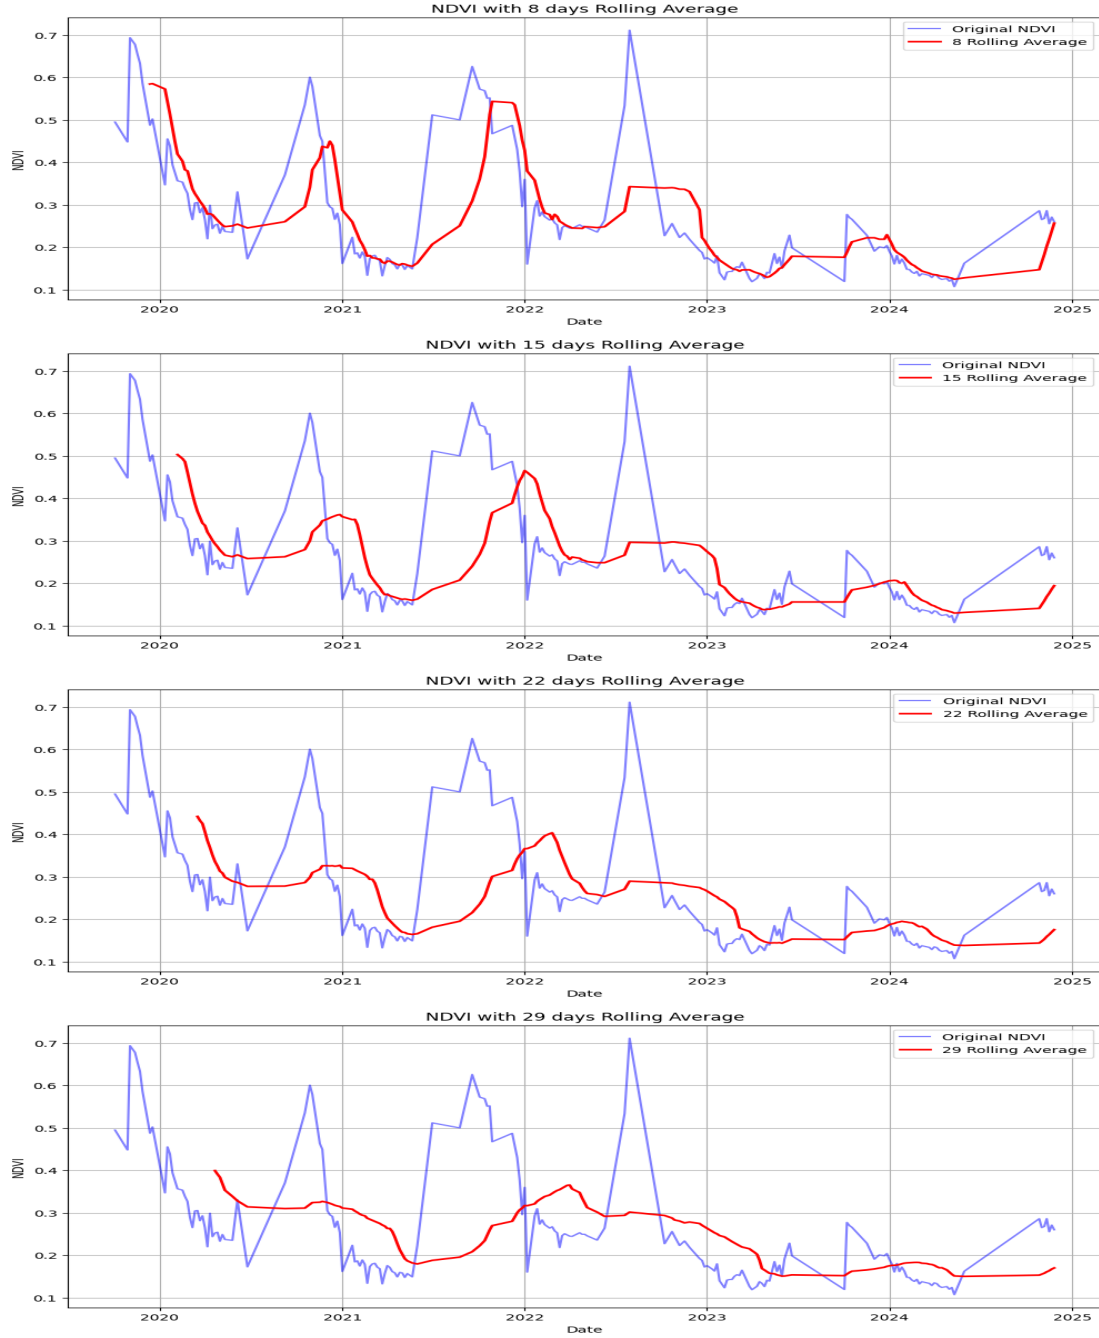 NDVI with 8 days Rolling Average
Original NDVI
8 Rolling Average
0.7
0.6
0.5
0.4
0.3
0.2
0.1
NDVI
2020 2021 2022 2023 2024 2025
Date
NDVI with 15 days Rolling Average
Original NDVI
15 Rolling Average
0.7
0.6
0.5
0.4
0.3
0.2
0.1
NDVI
2020 2021 2022 2023 2024 2025
Date
NDVI with 22 days Rolling Average
Original NDVI
22 Rolling Average
0.7
0.6
0.5
0.4
0.3
0.2
0.1
NDVI
2020 2021 2022 2023 2024 2025
Date
NDVI with 29 days Rolling Average
Original NDVI
29 Rolling Average
0.7
0.6
0.5
0.4
0.3
0.2
0.1
NDVI
2020 2021 2022 2023 2024 2025
Date